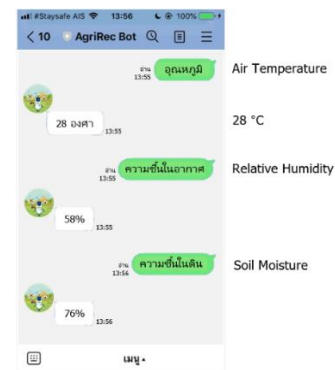 #Staysafe AIS 13:56 100%
10 AgriRec Bot
อ่าน
13:55
อุณหภูมิ
Air Temperature
28 องศา
13:55
28 °C
อ่าน
13:55
ความชื้นในอากาศ
Relative Humidity
58%
13:55
อ่าน
13:56
ความชื้นในดิน
Soil Moisture
76%
13:56
เมนู